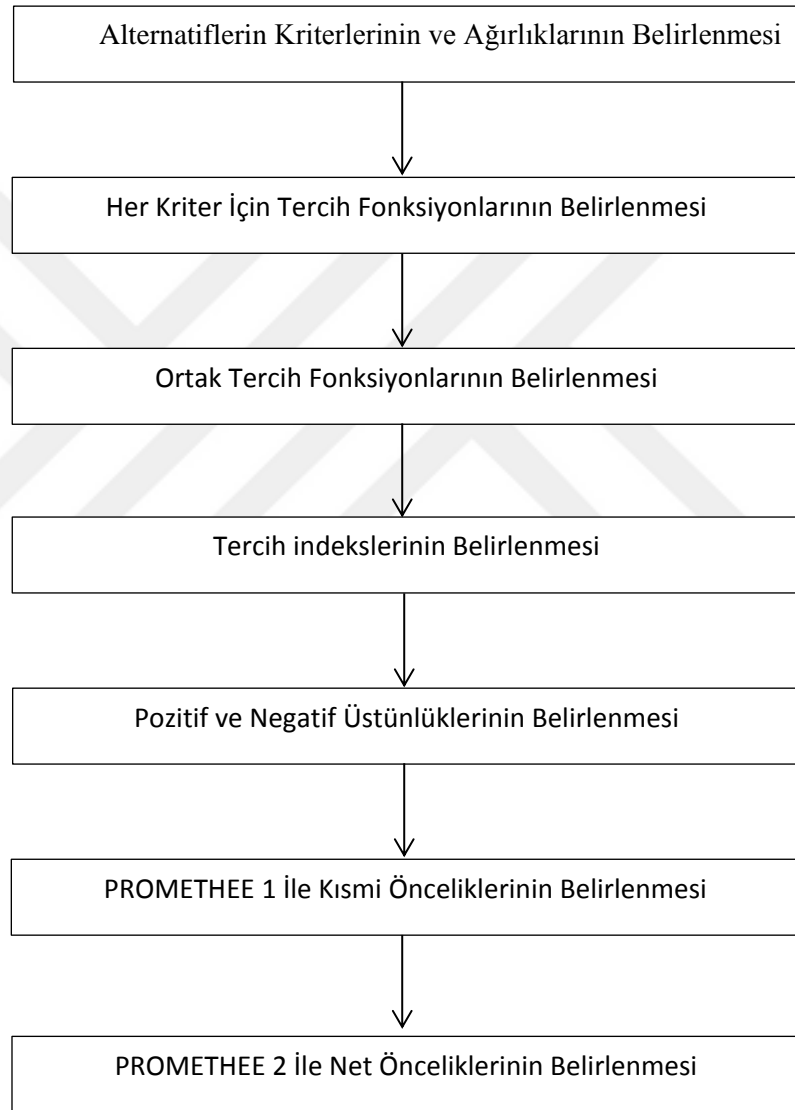 Alternatiflerin Kriterlerinin ve Ağırlıklarının Belirlenmesi
Her Kriter İçin Tercih Fonksiyonlarının Belirlenmesi
Ortak Tercih Fonksiyonlarının Belirlenmesi
Tercih indekslerinin Belirlenmesi
Pozitif ve Negatif Üstünlüklerinin Belirlenmesi
PROMETHEE 1 İle Kısmi Önceliklerinin Belirlenmesi
PROMETHEE 2 İle Net Önceliklerinin Belirlenmesi